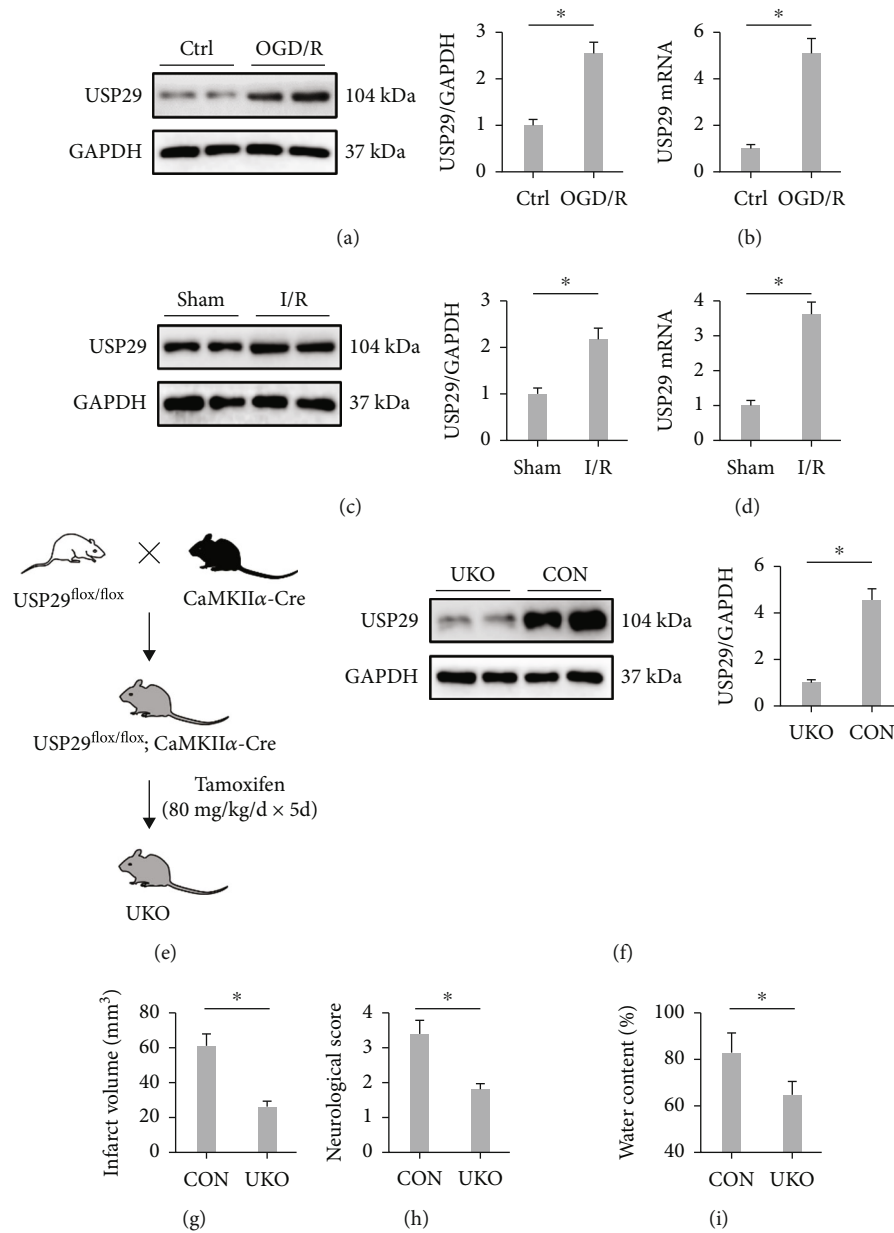 Ctrl OGD/R
USP29 104 kDa
GAPDH 37 kDa
USP29/GAPDH
3
2
1
0
Ctrl OGD/R
*
USP29 mRNA
6
4
2
0
Ctrl OGD/R
*
(a)
(b)
Sham I/R
USP29 104 kDa
GAPDH 37 kDa
USP29/GAPDH
3
2
1
0
Sham I/R
*
USP29 mRNA
4
3
2
1
0
Sham I/R
*
(c)
(d)
USP29flox/flox × CaMKIIα-Cre
USP29flox/flox; CaMKIIα-Cre
Tamoxifen
(80 mg/kg/d × 5d)
UKO
(e)
UKO CON
USP29 104 kDa
GAPDH 37 kDa
USP29/GAPDH
6
4
2
0
UKO CON
*
(f)
Infarct volume (mm³)
80
60
40
20
0
CON UKO
*
(g)
Neurological score
4
3
2
1
0
CON UKO
*
(h)
Water content (%)
100
80
60
40
CON UKO
*
(i)